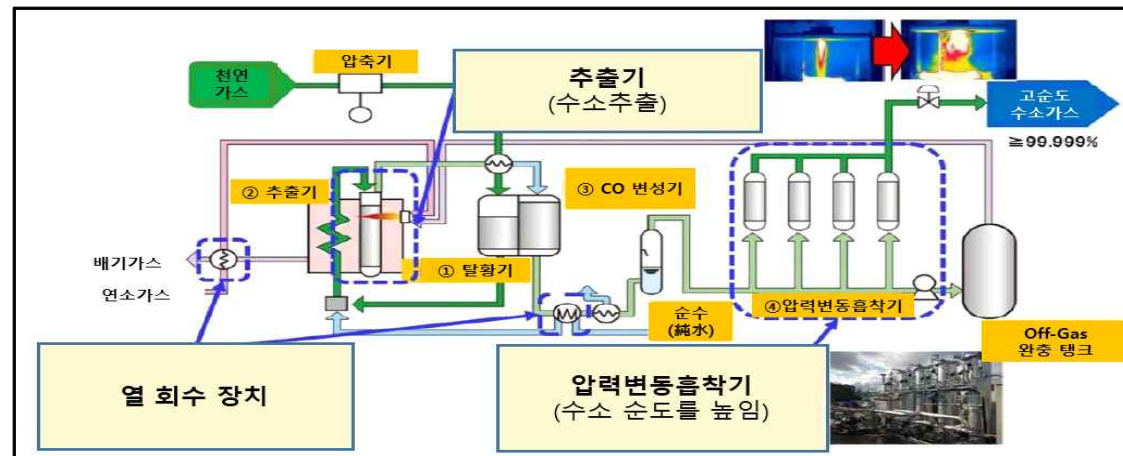 천연
가스
압축기
추출기
(수소추출)
고순도
수소가스
≧99.999%
② 추출기
③ CO 변성기
배기가스
① 탈황기
연소가스
순수
(純水)
④압력변동흡착기
Off-Gas
완충 탱크
열 회수 장치
압력변동흡착기
(수소 순도를 높임)